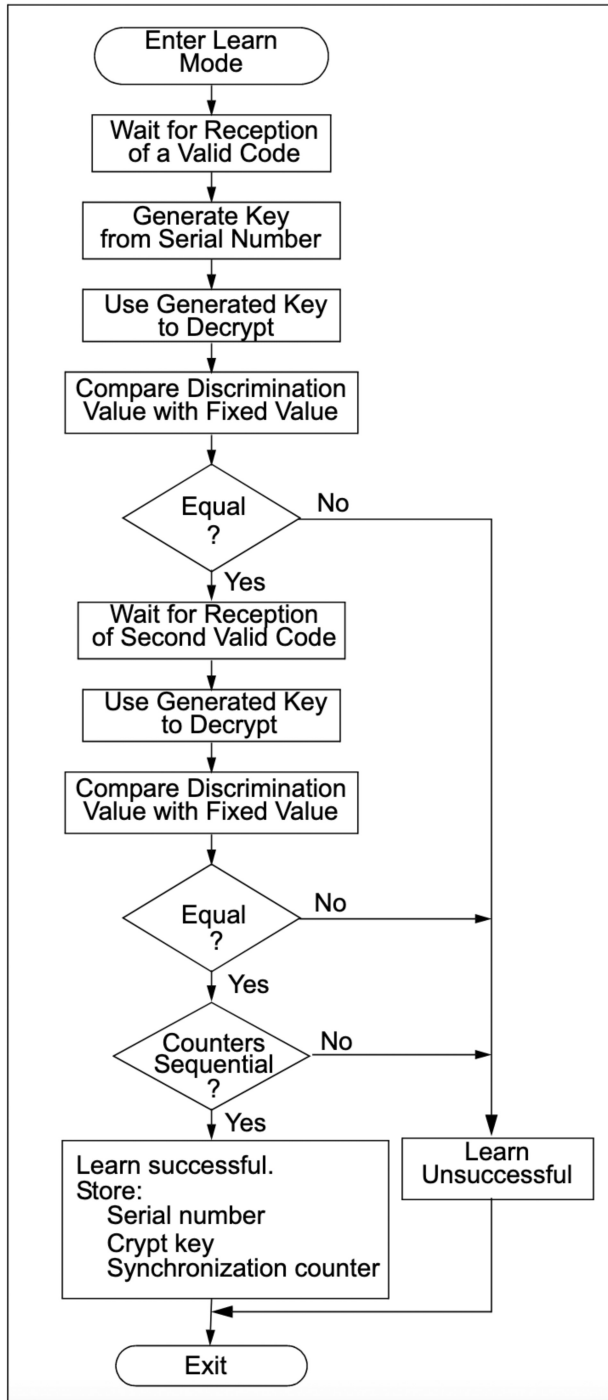 Enter Learn
Mode
Wait for Reception
of a Valid Code
Generate Key
from Serial Number
Use Generated Key
to Decrypt
Compare Discrimination
Value with Fixed Value
Equal
?
No
Yes
Wait for Reception
of Second Valid Code
Use Generated Key
to Decrypt
Compare Discrimination
Value with Fixed Value
Equal
?
No
Yes
Counters
Sequential
?
No
Yes
Learn successful.
Store:
Serial number
Crypt key
Synchronization counter
Learn
Unsuccessful
Exit